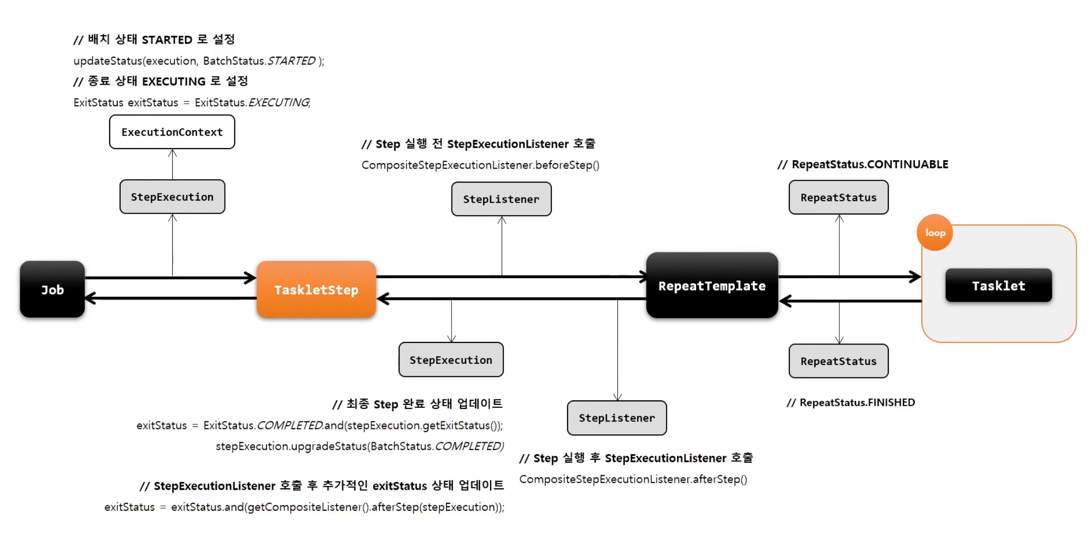 // 배치 상태 STARTED 로 설정
updateStatus(execution, BatchStatus.STARTED );
// 종료 상태 EXECUTING 로 설정
ExitStatus exitStatus = ExitStatus.EXECUTING;
ExecutionContext
StepExecution
// Step 실행 전 StepExecutionListener 호출
CompositeStepExecutionListener.beforeStep()
StepListener
// RepeatStatus.CONTINUABLE
RepeatStatus
loop
Job
TaskletStep
RepeatTemplate
Tasklet
StepExecution
// 최종 Step 완료 상태 업데이트
exitStatus = ExitStatus.COMPLETED.and(stepExecution.getExitStatus());
stepExecution.upgradeStatus(BatchStatus.COMPLETED)
// StepExecutionListener 호출 후 추가적인 exitStatus 상태 업데이트
exitStatus = exitStatus.and(getCompositeListener().afterStep(stepExecution));
StepListener
// Step 실행 후 StepExecutionListener 호출
CompositeStepExecutionListener.afterStep()
RepeatStatus
// RepeatStatus.FINISHED